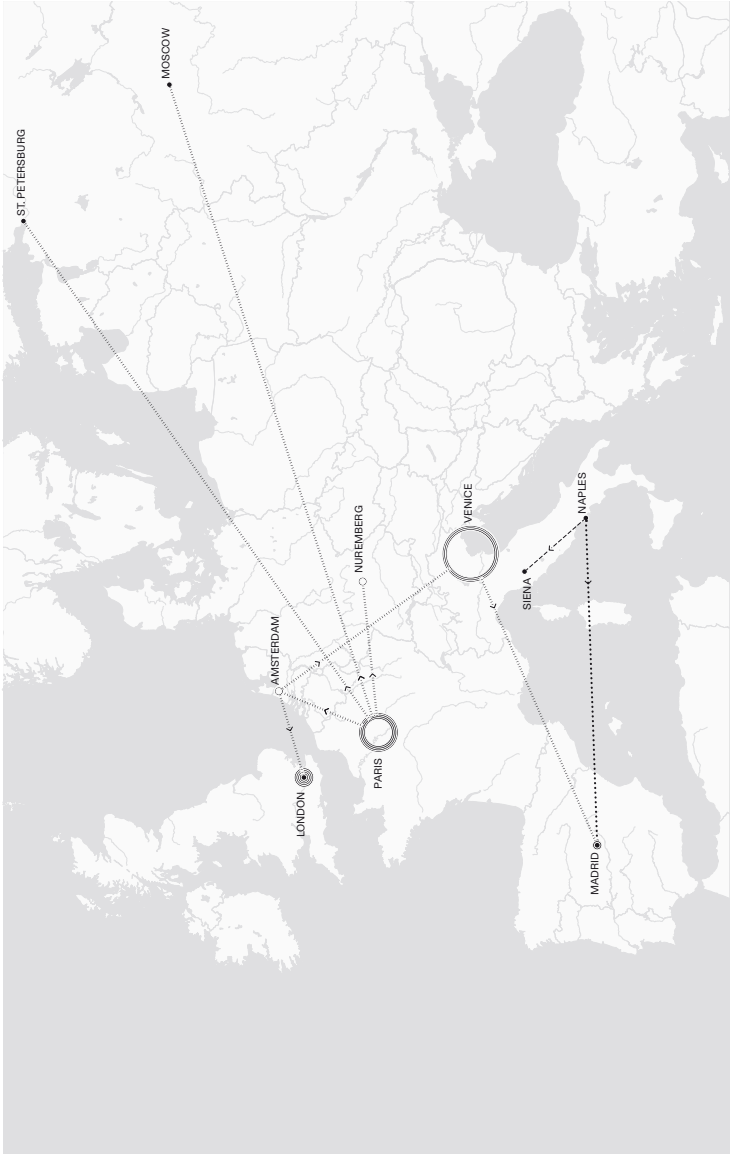 ST. PETERSBURG
MOSCOW
AMSTERDAM
NUREMBERG
LONDON
PARIS
VENICE
SIENA
NAPLES
MADRID